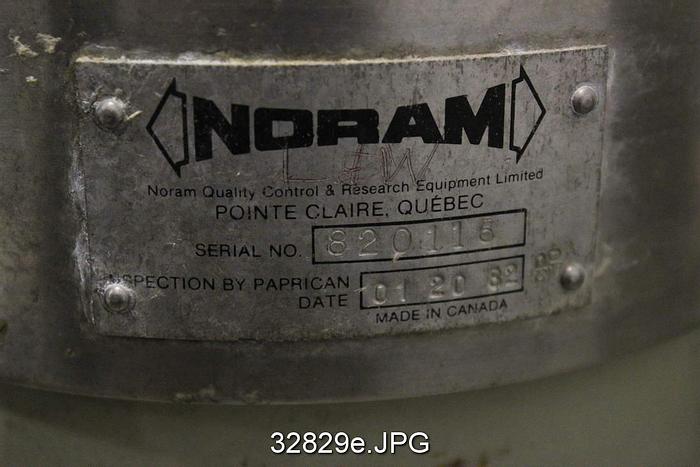 NORAM
Noram Quality Control & Research Equipment Limited
POINTE CLAIRE, QUÉBEC
SERIAL NO. 820116
INSPECTION BY PAPRICAN
DATE 01 20 82
MADE IN CANADA
32829e.JPG